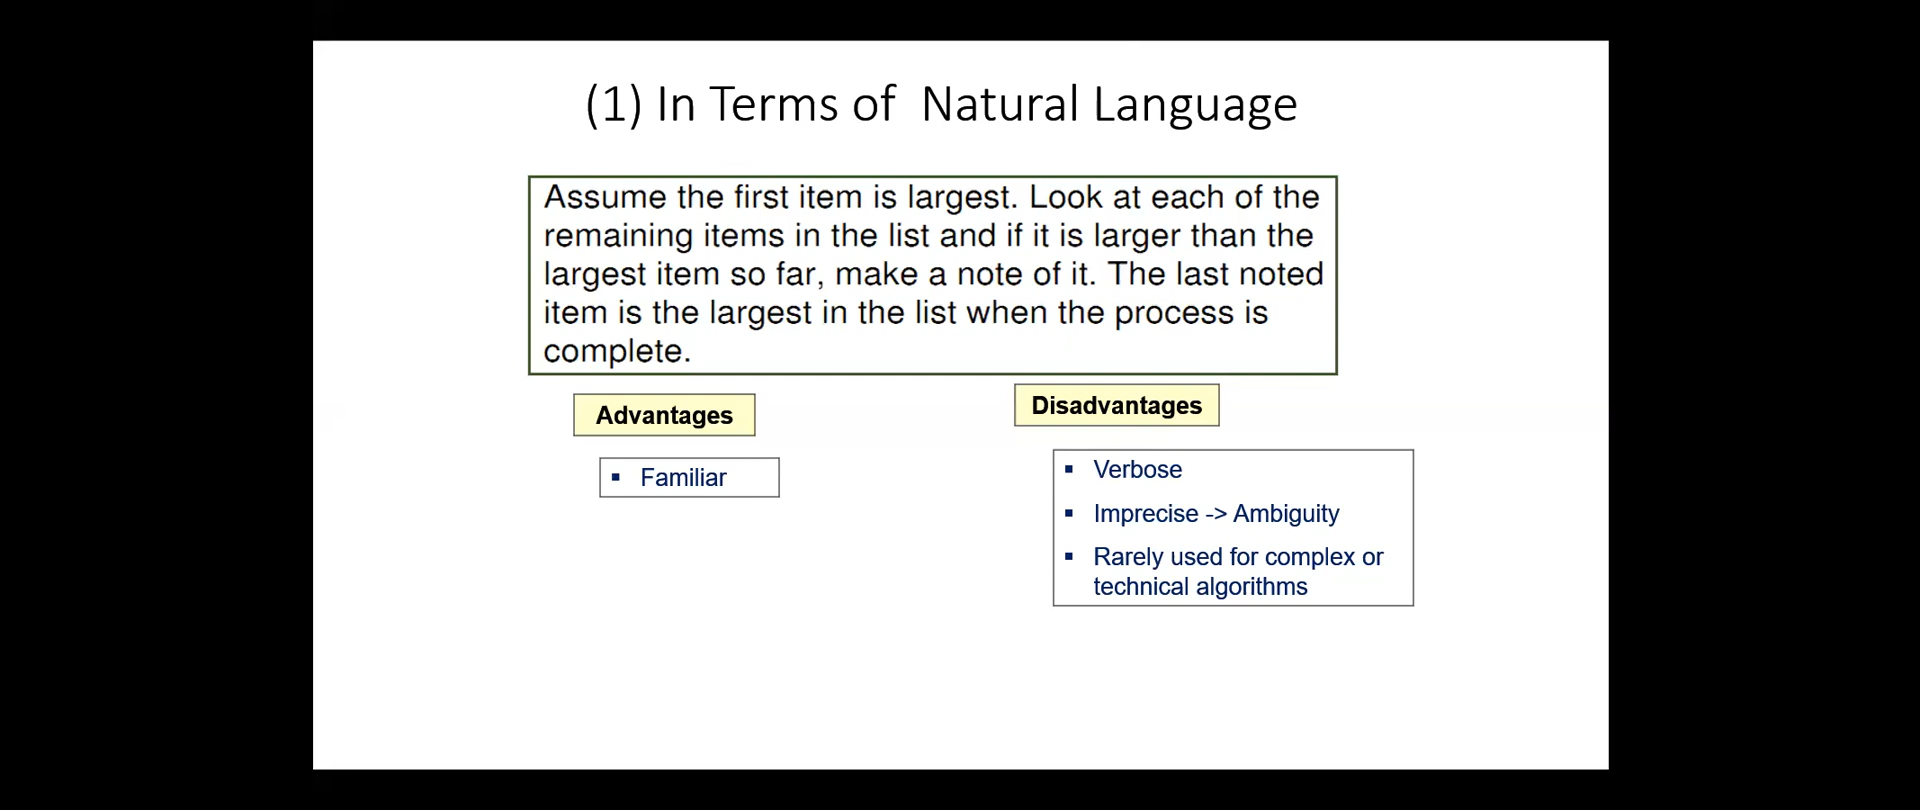 (1) In Terms of  Natural Language
Assume the first item is largest. Look at each of the
remaining items in the list and if it is larger than the
largest item so far, make a note of it. The last noted
item is the largest in the list when the process is
complete.
Advantages
▪ Familiar
Disadvantages
▪ Verbose
▪ Imprecise -> Ambiguity
▪ Rarely used for complex or
technical algorithms